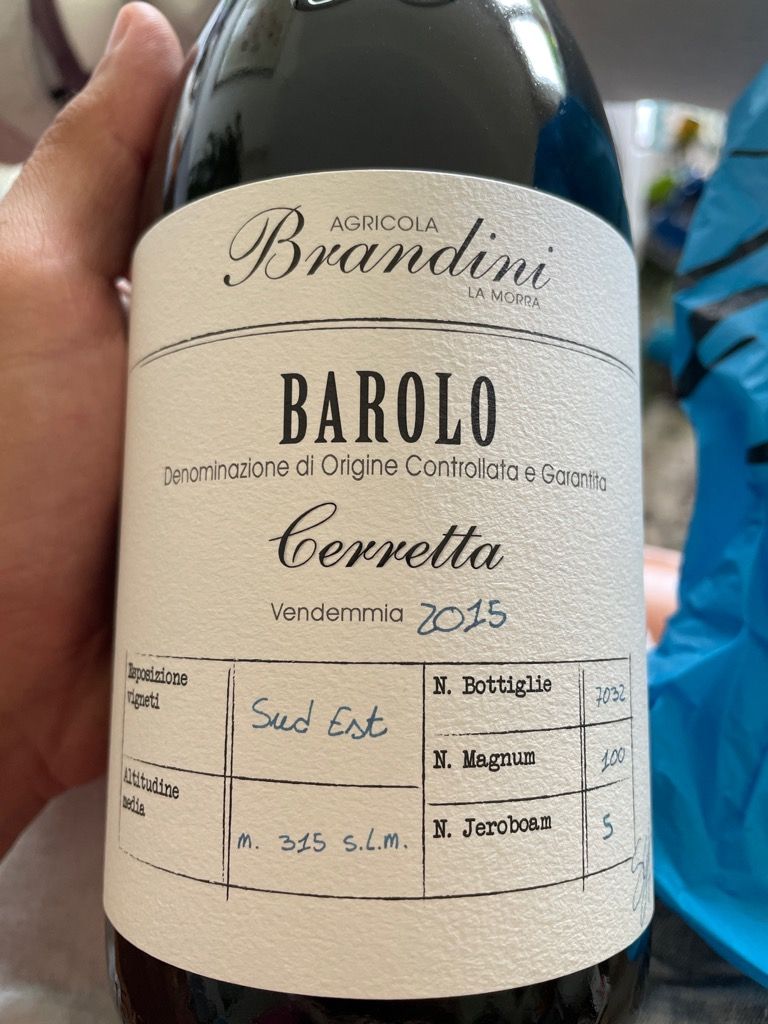 AGRICOLA
Brandini
LA MORRA
BAROLO
Denominazione di Origine Controllata e Garantita
Cerretta
Vendemmia 2015
Esposizione
vigneti
Sud Est
Altitudine
media
m. 315 s.l.m.
N. Bottiglie 7032
N. Magnum 100
N. Jeroboam 5